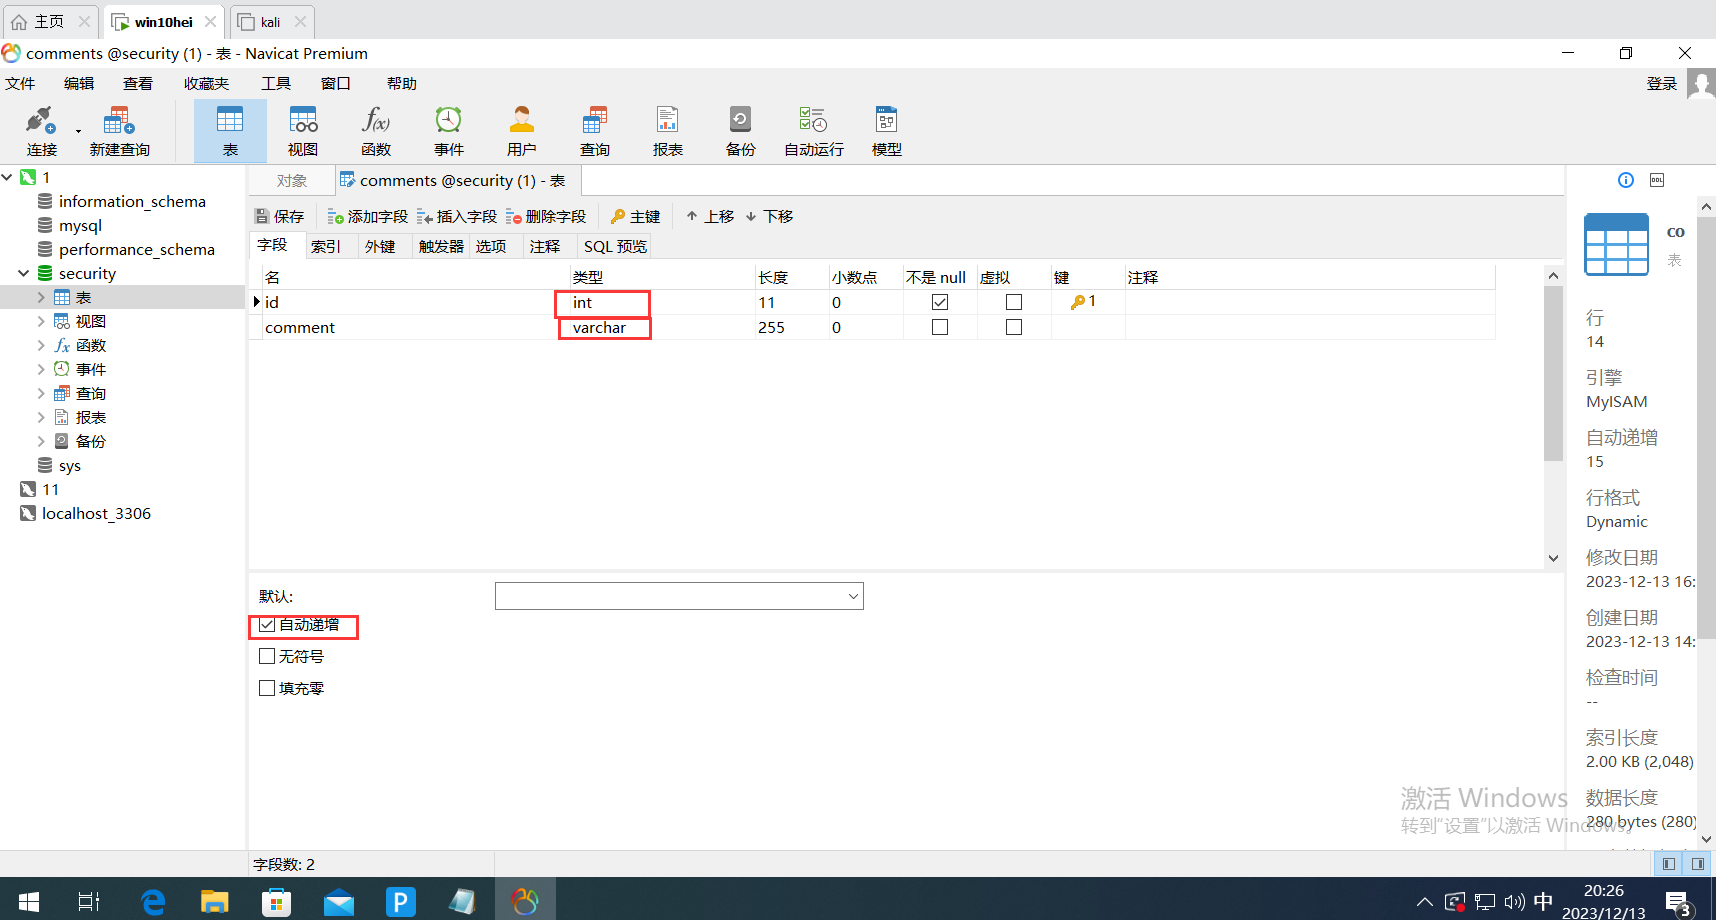 主页 win10hei kali
comments @security (1) - 表 - Navicat Premium
文件 编辑 查看 收藏夹 工具 窗口 帮助 登录
连接 新建查询 表 视图 函数 事件 用户 查询 报表 备份 自动运行 模型
1
information_schema
mysql
performance_schema
security
表
视图
函数
事件
查询
报表
备份
sys
11
localhost_3306
对象 comments @security (1) - 表
保存 添加字段 插入字段 删除字段 主键 上移 下移
字段 索引 外键 触发器 选项 注释 SQL 预览
名 类型 长度 小数点 不是 null 虚拟 键 注释
id int 11 0 1
comment varchar 255 0
默认:
自动递增
无符号
填充零
字段数: 2
DDL
co
表
行
14
引擎
MyISAM
自动递增
15
行格式
Dynamic
修改日期
2023-12-13 16:
创建日期
2023-12-13 14:
检查时间
--
索引长度
2.00 KB (2,048)
数据长度
280 bytes (280)
激活 Windows
转到"设置"以激活 Windows。
中 20:26
2023/12/13
3